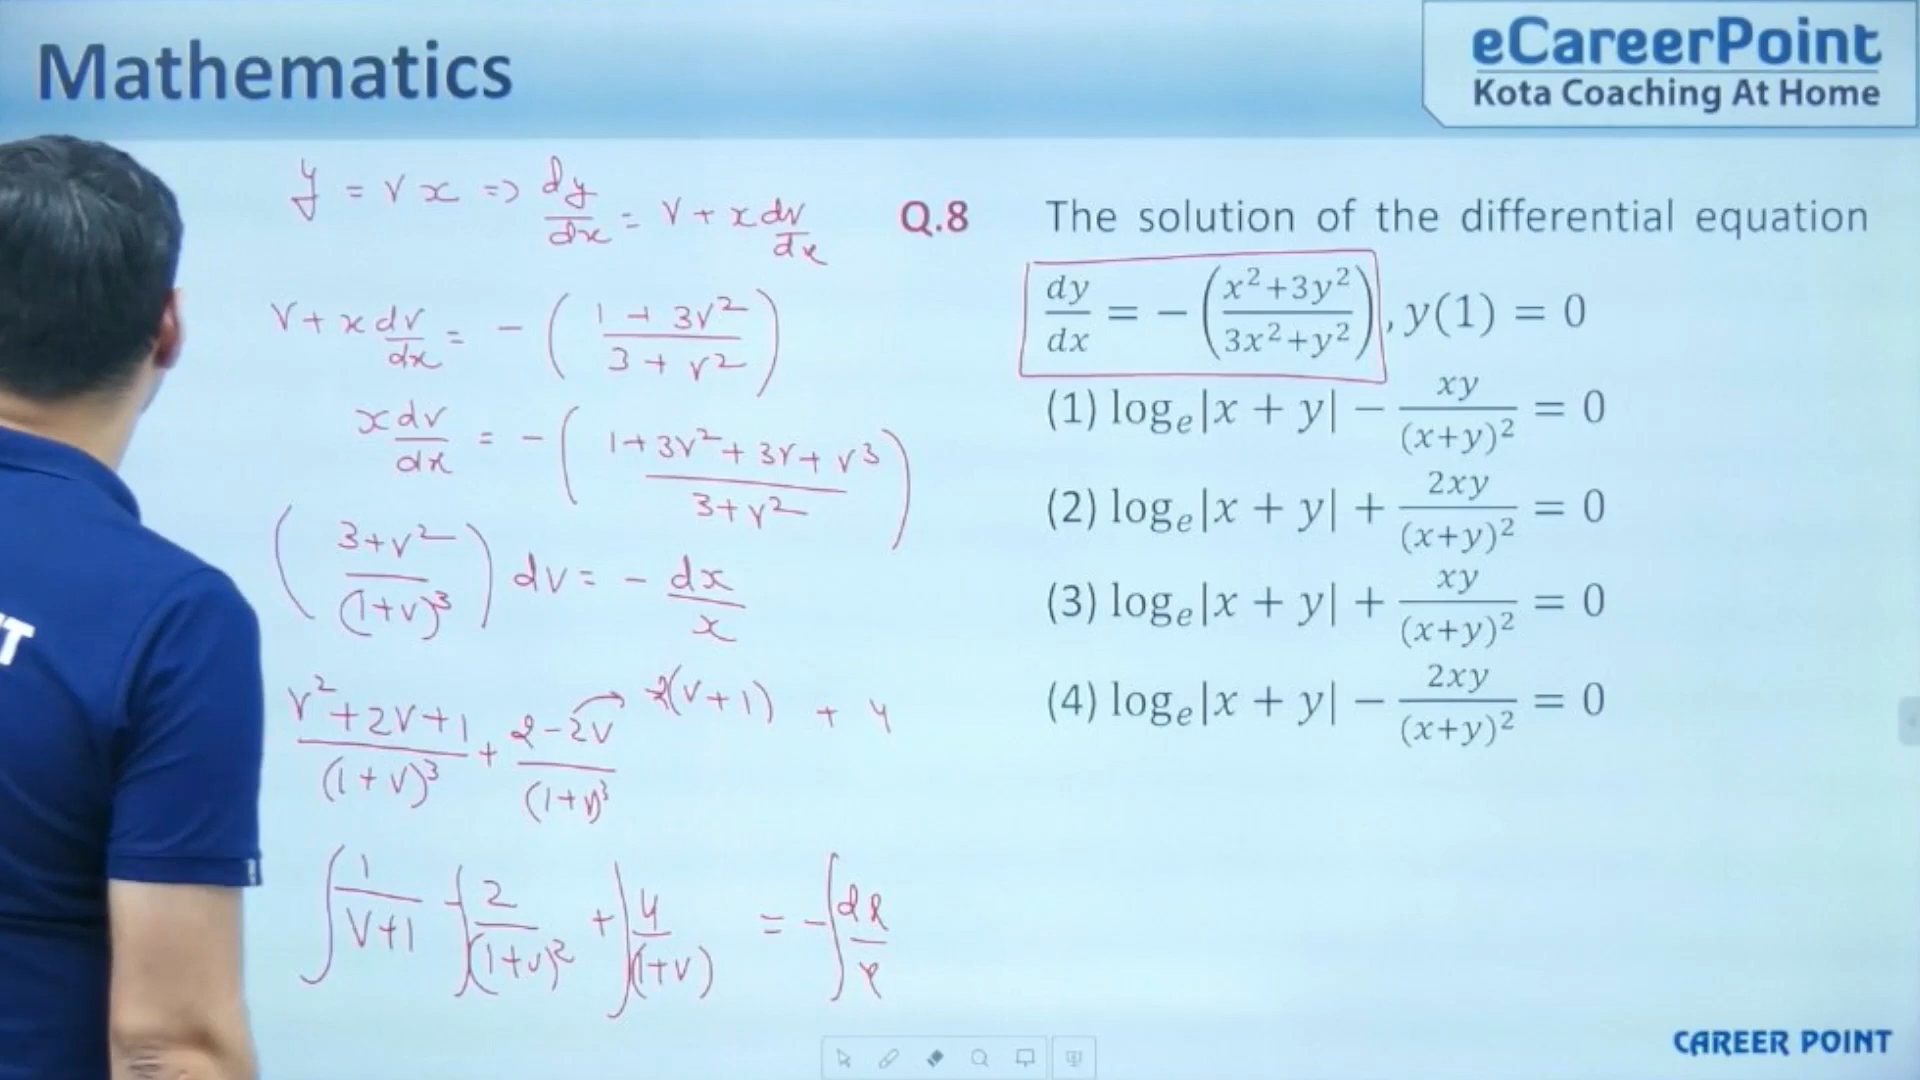 Mathematics
eCareerPoint
Kota Coaching At Home
y = vx => dy/dx = v + x dv/dx
v + x dv/dx = - ( 1 + 3v² / 3 + v² )
x dv/dx = - ( 1 + 3v² + 3v + v³ / 3 + v² )
( 3 + v² / (1+v)³ ) dv = - dx/x
v² + 2v + 1 / (1+v)³ + 2 - 2v / (1+v)³ -2(v+1) + 4
∫ 1 / v+1 - ∫ 2 / (1+v)² + ∫ 4 / (1+v) = - ∫ dx/x
Q.8 The solution of the differential equation
dy/dx = − ( x²+3y² / 3x²+y² ), y(1) = 0
(1) logₑ|x + y| − xy/(x+y)² = 0
(2) logₑ|x + y| + 2xy/(x+y)² = 0
(3) logₑ|x + y| + xy/(x+y)² = 0
(4) logₑ|x + y| − 2xy/(x+y)² = 0
T
CAREER POINT